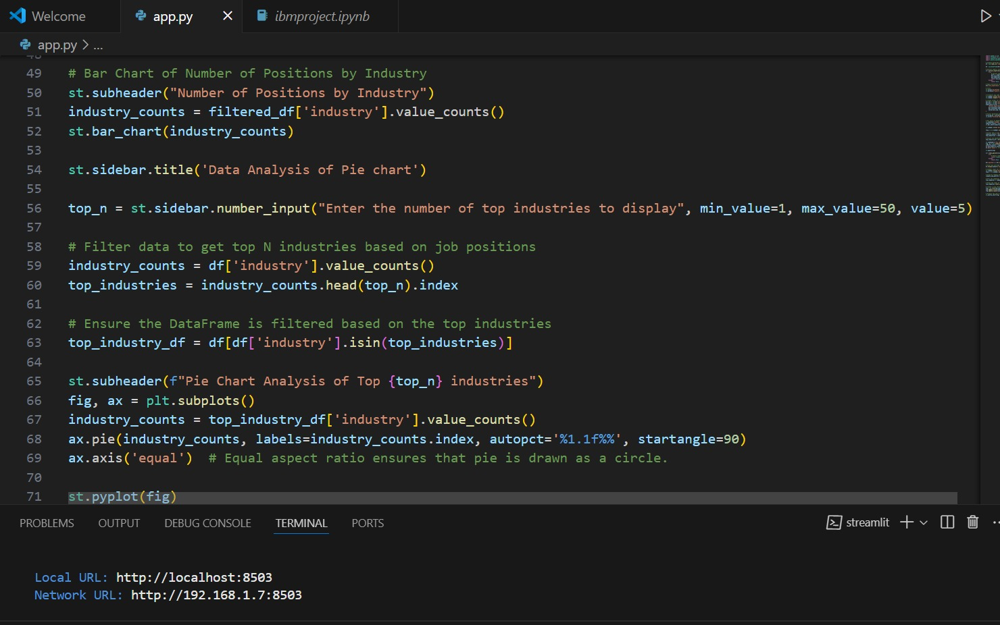 Welcome
app.py
ibmproject.ipynb
app.py > ...
48
49 # Bar Chart of Number of Positions by Industry
50 st.subheader("Number of Positions by Industry")
51 industry_counts = filtered_df['industry'].value_counts()
52 st.bar_chart(industry_counts)
53
54 st.sidebar.title('Data Analysis of Pie chart')
55
56 top_n = st.sidebar.number_input("Enter the number of top industries to display", min_value=1, max_value=50, value=5)
57
58 # Filter data to get top N industries based on job positions
59 industry_counts = df['industry'].value_counts()
60 top_industries = industry_counts.head(top_n).index
61
62 # Ensure the DataFrame is filtered based on the top industries
63 top_industry_df = df[df['industry'].isin(top_industries)]
64
65 st.subheader(f"Pie Chart Analysis of Top {top_n} industries")
66 fig, ax = plt.subplots()
67 industry_counts = top_industry_df['industry'].value_counts()
68 ax.pie(industry_counts, labels=industry_counts.index, autopct='%1.1f%%', startangle=90)
69 ax.axis('equal')  # Equal aspect ratio ensures that pie is drawn as a circle.
70
71 st.pyplot(fig)
PROBLEMS OUTPUT DEBUG CONSOLE TERMINAL PORTS streamlit
Local URL: http://localhost:8503
Network URL: http://192.168.1.7:8503